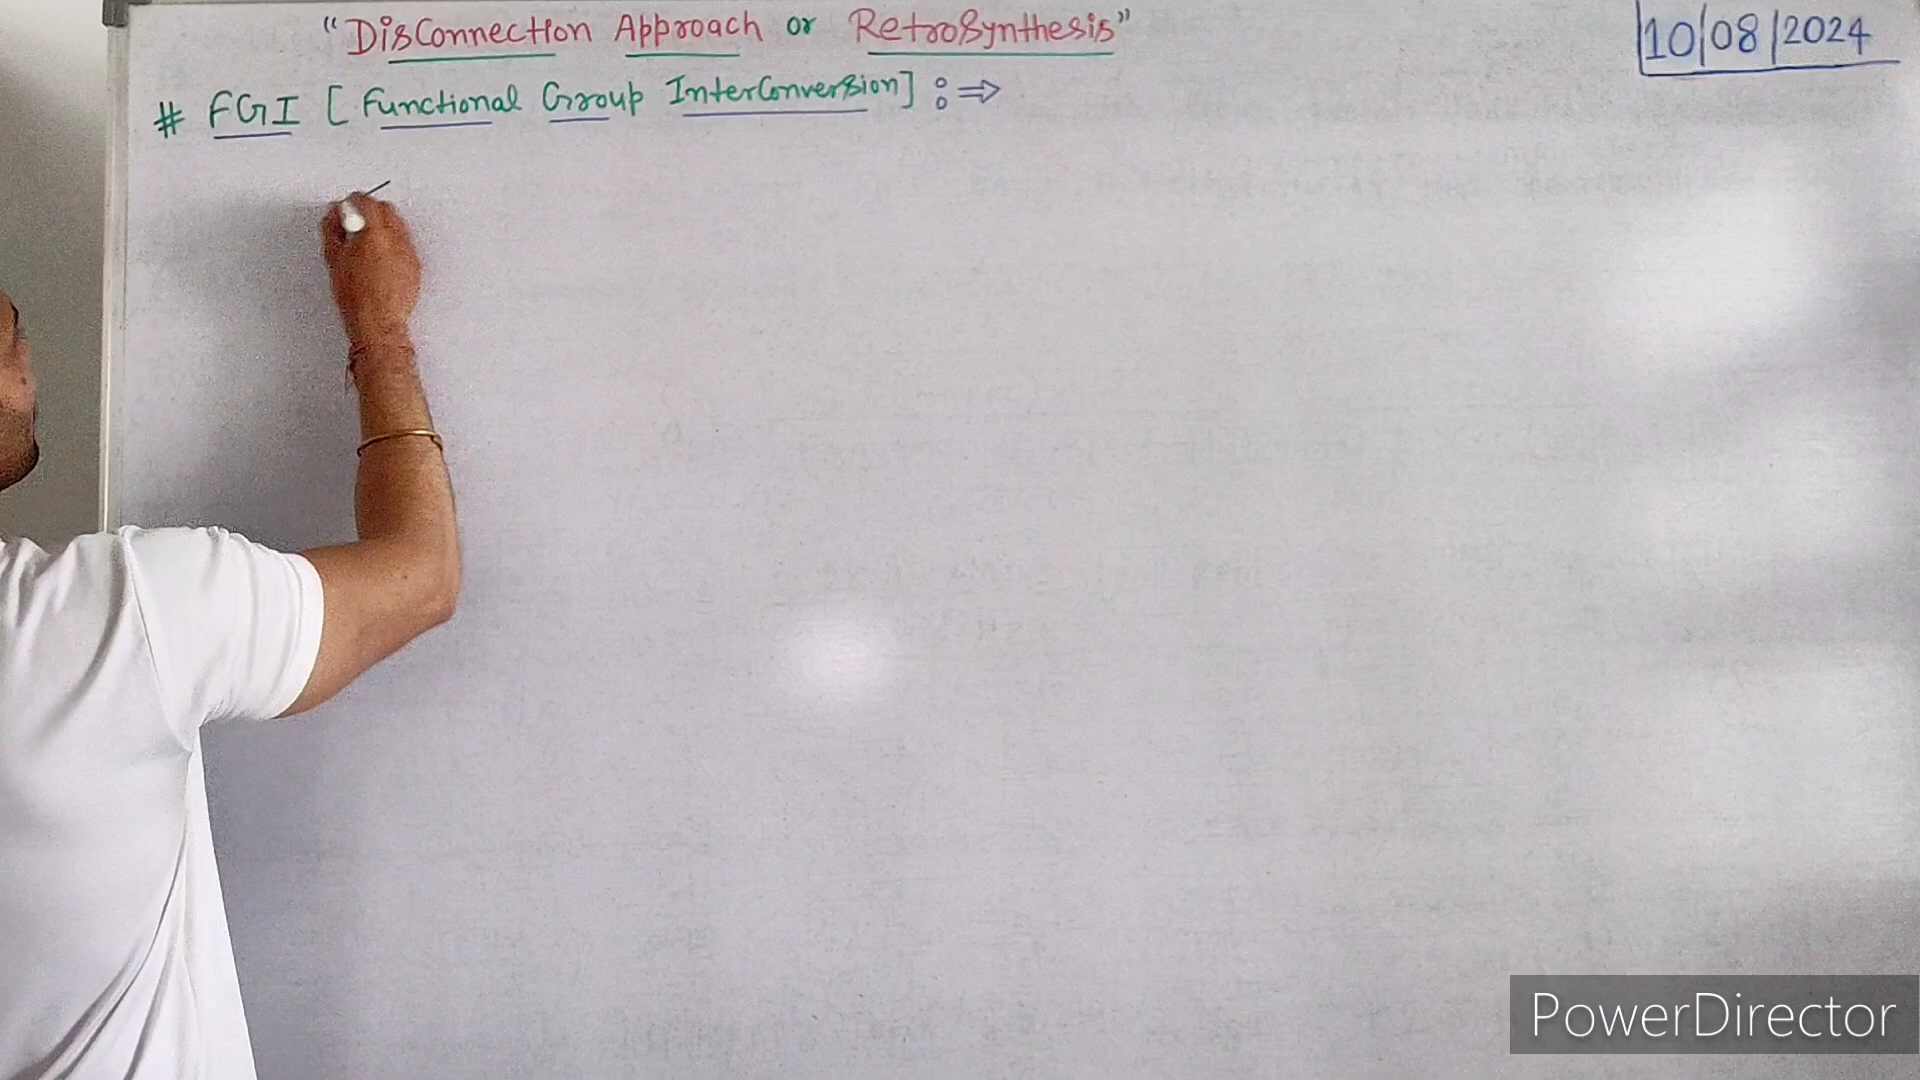 “DisConnection Approach or RetroSynthesis”
10/08/2024
# FGI [Functional Group InterConversion] :⇒
PowerDirector